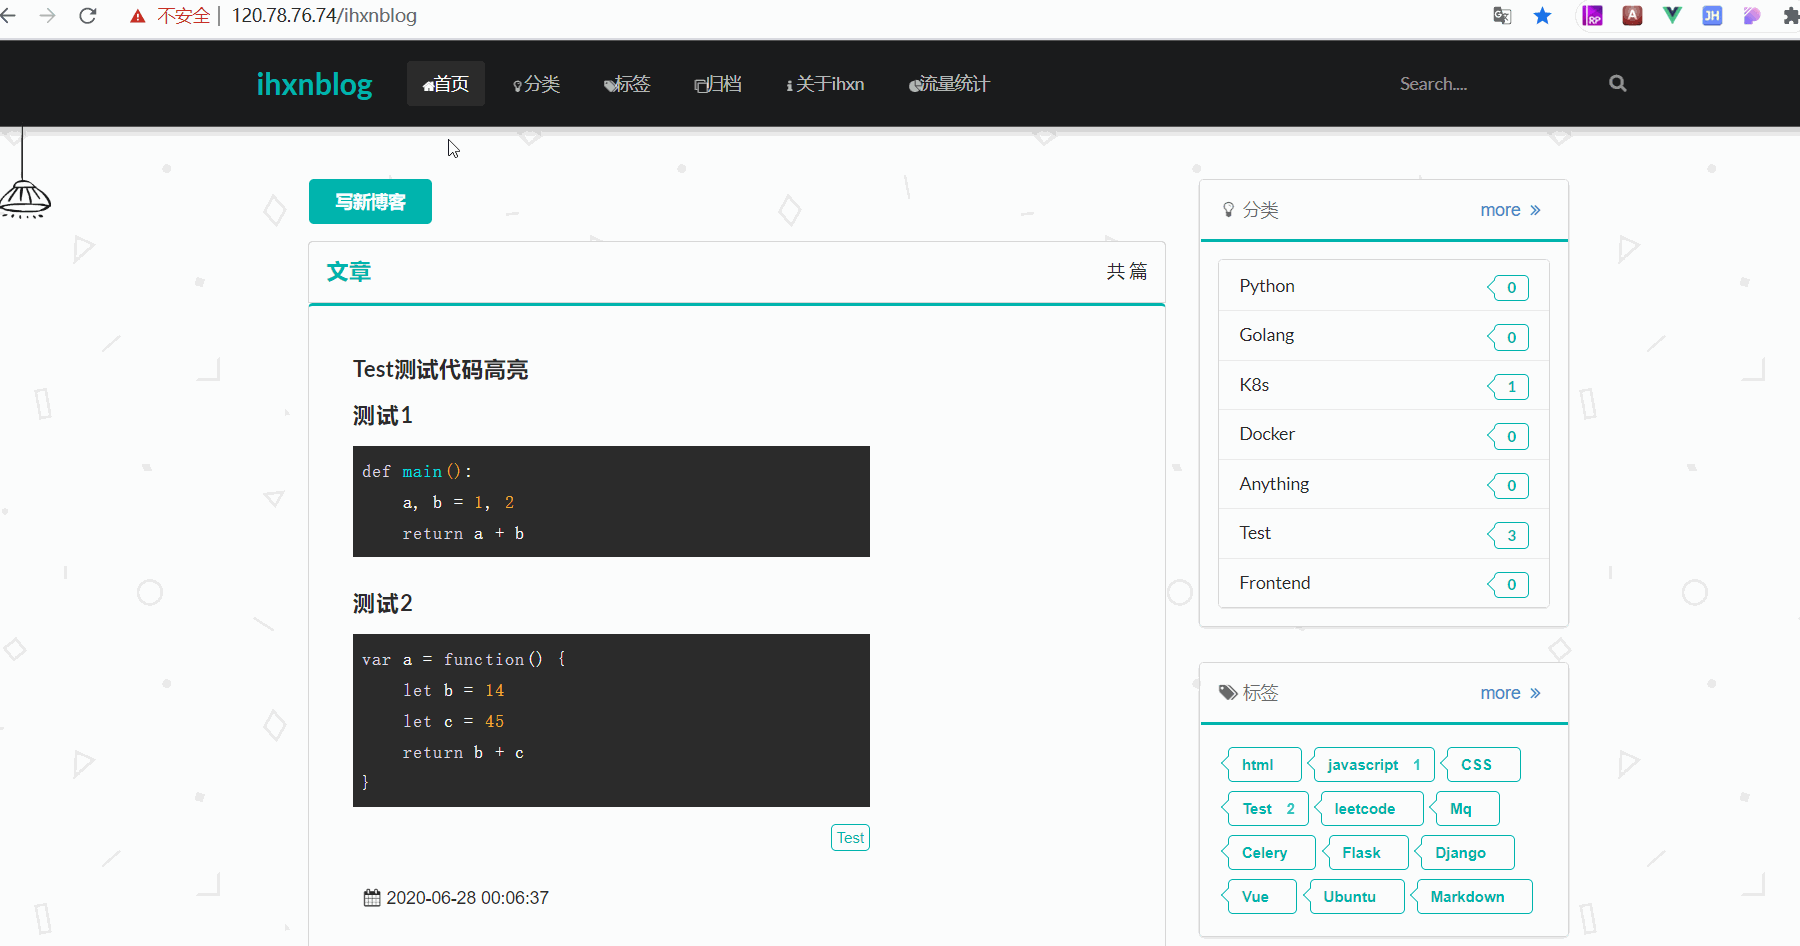 不安全 120.78.76.74/ihxnblog
ihxnblog 首页 分类 标签 归档 关于ihxn 流量统计 Search....
写新博客
文章 共 篇
Test测试代码高亮
测试1
def main():
a, b = 1, 2
return a + b
测试2
var a = function() {
let b = 14
let c = 45
return b + c
}
Test
2020-06-28 00:06:37
分类 more »
Python 0
Golang 0
K8s 1
Docker 0
Anything 0
Test 3
Frontend 0
标签 more »
html javascript 1 CSS
Test 2 leetcode Mq
Celery Flask Django
Vue Ubuntu Markdown